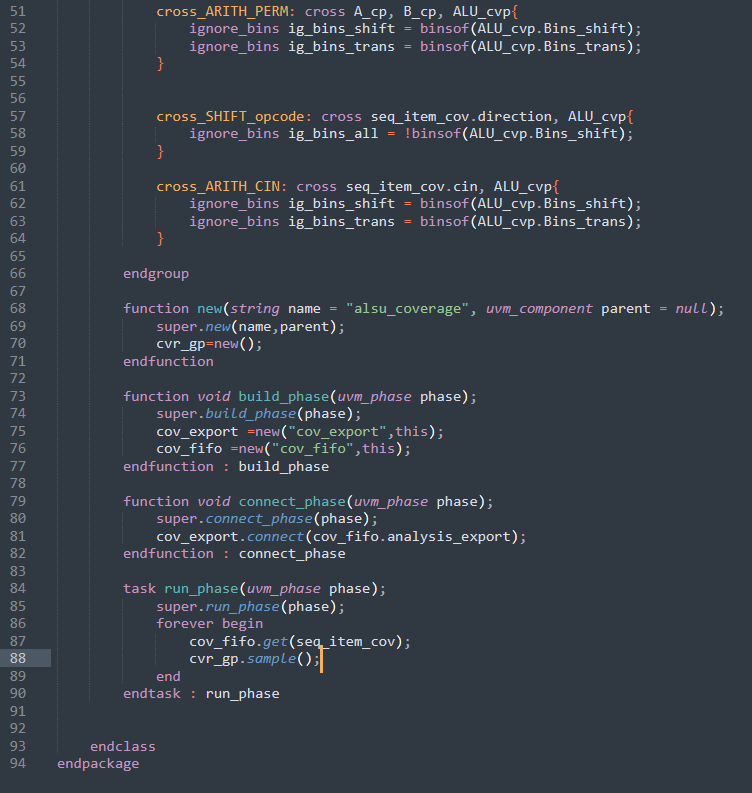 51 cross_ARITH_PERM: cross A_cp, B_cp, ALU_cvp{
52 ignore_bins ig_bins_shift = binsof(ALU_cvp.Bins_shift);
53 ignore_bins ig_bins_trans = binsof(ALU_cvp.Bins_trans);
54 }
55
56
57 cross_SHIFT_opcode: cross seq_item_cov.direction, ALU_cvp{
58 ignore_bins ig_bins_all = !binsof(ALU_cvp.Bins_shift);
59 }
60
61 cross_ARITH_CIN: cross seq_item_cov.cin, ALU_cvp{
62 ignore_bins ig_bins_shift = binsof(ALU_cvp.Bins_shift);
63 ignore_bins ig_bins_trans = binsof(ALU_cvp.Bins_trans);
64 }
65
66 endgroup
67
68 function new(string name = "alsu_coverage", uvm_component parent = null);
69 super.new(name,parent);
70 cvr_gp=new();
71 endfunction
72
73 function void build_phase(uvm_phase phase);
74 super.build_phase(phase);
75 cov_export =new("cov_export",this);
76 cov_fifo =new("cov_fifo",this);
77 endfunction : build_phase
78
79 function void connect_phase(uvm_phase phase);
80 super.connect_phase(phase);
81 cov_export.connect(cov_fifo.analysis_export);
82 endfunction : connect_phase
83
84 task run_phase(uvm_phase phase);
85 super.run_phase(phase);
86 forever begin
87 cov_fifo.get(seq_item_cov);
88 cvr_gp.sample();
89 end
90 endtask : run_phase
91
92
93 endclass
94 endpackage